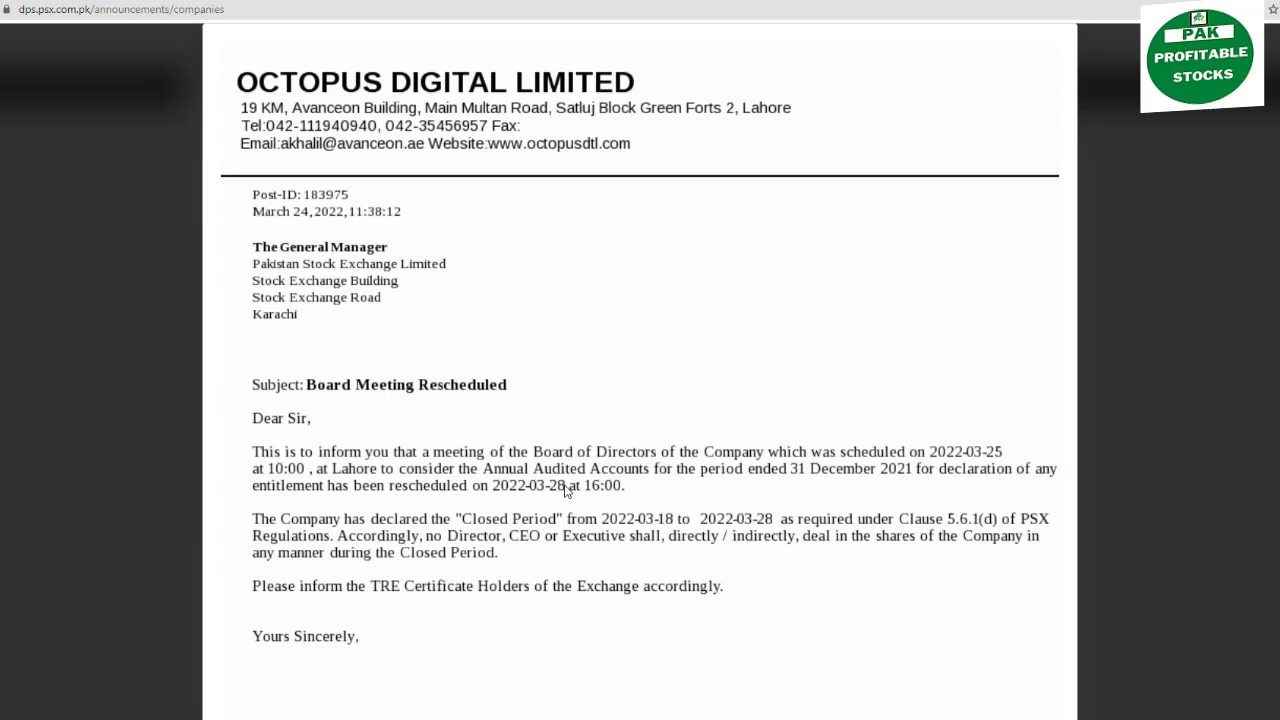 dps.psx.com.pk/announcements/companies
PAK
PROFITABLE
STOCKS
OCTOPUS DIGITAL LIMITED
19 KM, Avanceon Building, Main Multan Road, Satluj Block Green Forts 2, Lahore
Tel:042-111940940, 042-35456957 Fax:
Email:akhalil@avanceon.ae Website:www.octopusdtl.com
Post-ID: 183975
March 24,2022,11:38:12
The General Manager
Pakistan Stock Exchange Limited
Stock Exchange Building
Stock Exchange Road
Karachi
Subject: Board Meeting Rescheduled
Dear Sir,
This is to inform you that a meeting of the Board of Directors of the Company which was scheduled on 2022-03-25
at 10:00 , at Lahore to consider the Annual Audited Accounts for the period ended 31 December 2021 for declaration of any
entitlement has been rescheduled on 2022-03-28 at 16:00.
The Company has declared the "Closed Period" from 2022-03-18 to 2022-03-28 as required under Clause 5.6.1(d) of PSX
Regulations. Accordingly, no Director, CEO or Executive shall, directly / indirectly, deal in the shares of the Company in
any manner during the Closed Period.
Please inform the TRE Certificate Holders of the Exchange accordingly.
Yours Sincerely,